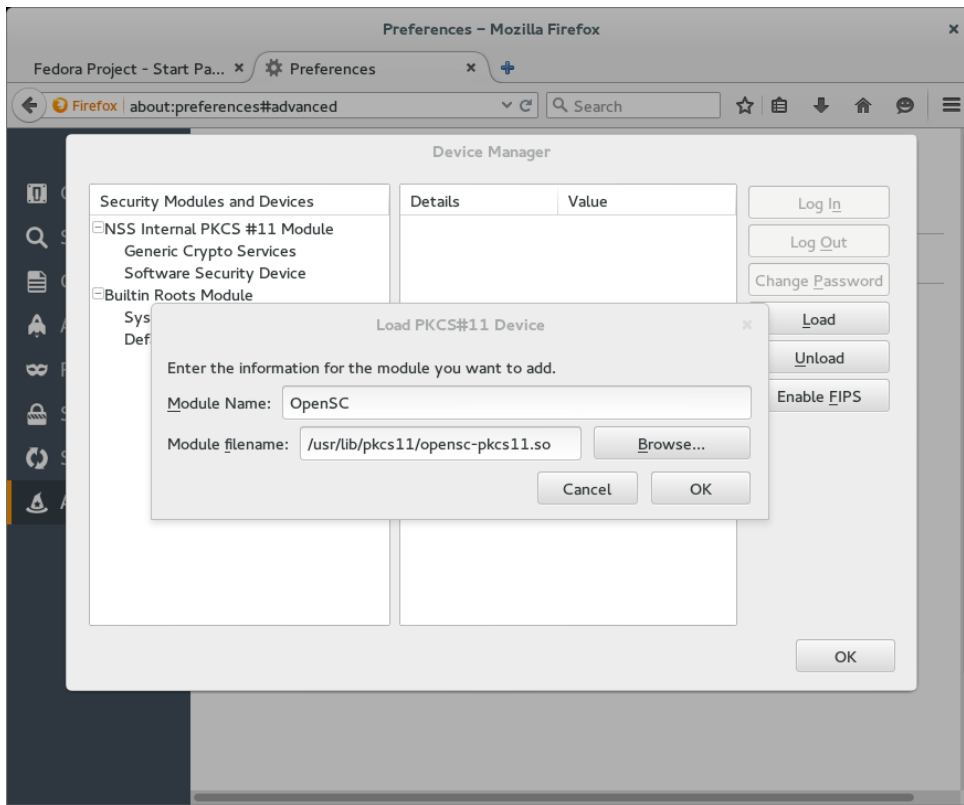 Preferences – Mozilla Firefox
Fedora Project - Start Pa...
Preferences
Firefox
about:preferences#advanced
Search
Device Manager
Security Modules and Devices
Details
Value
NSS Internal PKCS #11 Module
Generic Crypto Services
Software Security Device
Builtin Roots Module
Sys
Def
Log In
Log Out
Change Password
Load
Unload
Enable FIPS
Load PKCS#11 Device
Enter the information for the module you want to add.
Module Name: OpenSC
Module filename: /usr/lib/pkcs11/opensc-pkcs11.so
Browse...
Cancel
OK
OK